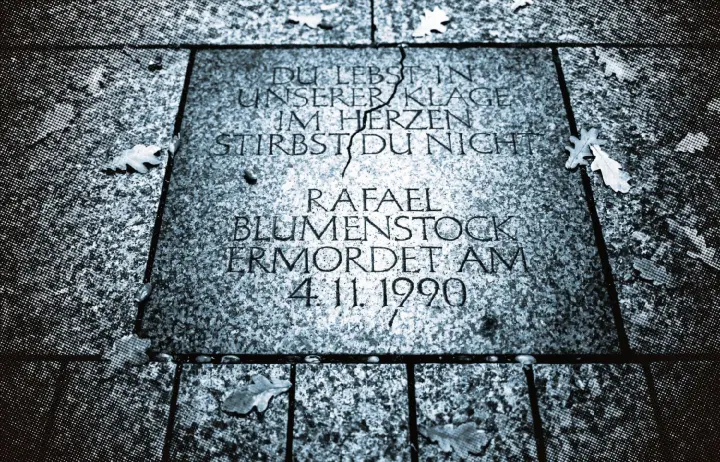 DU LEBST IN
UNSERER KLAGE
IM HERZEN
STIRBST DU NICHT
RAFAEL
BLUMENSTOCK
ERMORDET AM
4.11.1990